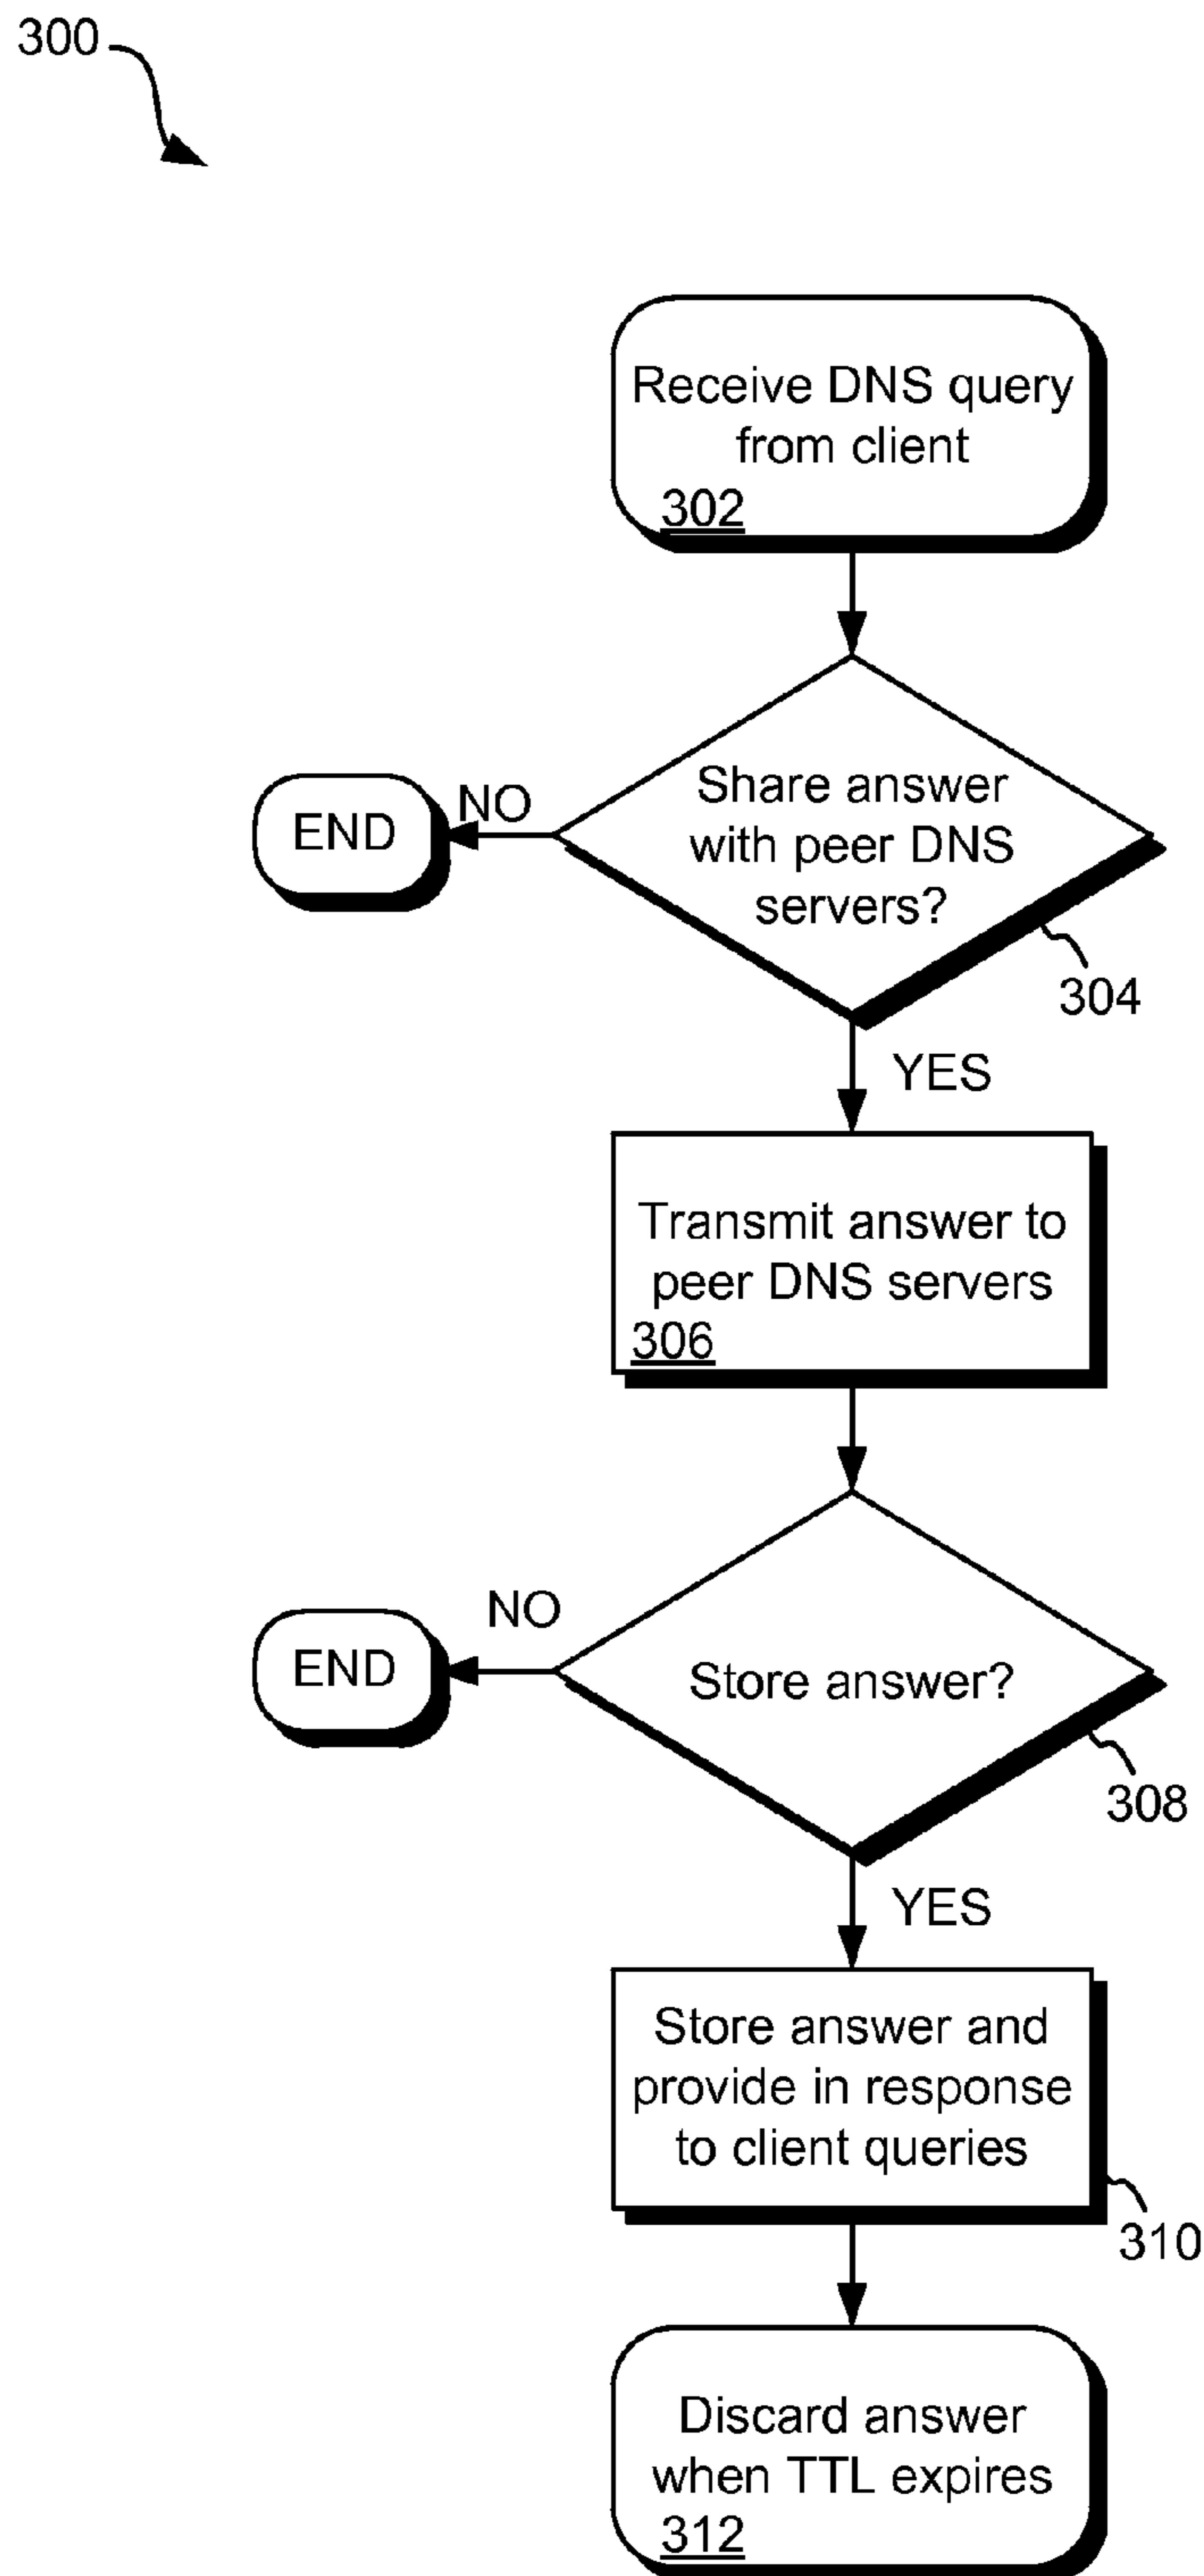 300
Receive DNS query
from client
302
Share answer
with peer DNS
servers?
304
NO
END
YES
Transmit answer to
peer DNS servers
306
Store answer?
308
NO
END
YES
Store answer and
provide in response
to client queries
310
Discard answer
when TTL expires
312